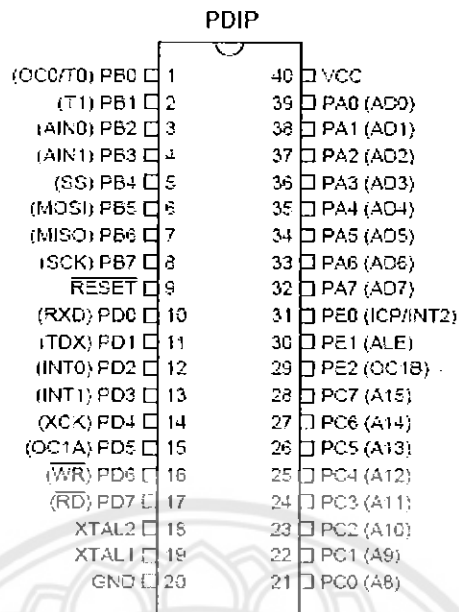 PDIP
(OC0/T0) PB0 1 40 VCC
(T1) PB1 2 39 PA0 (AD0)
(AIN0) PB2 3 38 PA1 (AD1)
(AIN1) PB3 4 37 PA2 (AD2)
(SS) PB4 5 36 PA3 (AD3)
(MOSI) PB5 6 35 PA4 (AD4)
(MISO) PB6 7 34 PA5 (AD5)
(SCK) PB7 8 33 PA6 (AD6)
RESET 9 32 PA7 (AD7)
(RXD) PD0 10 31 PE0 (ICP/INT2)
(TDX) PD1 11 30 PE1 (ALE)
(INT0) PD2 12 29 PE2 (OC1B)
(INT1) PD3 13 28 PC7 (A15)
(XCK) PD4 14 27 PC6 (A14)
(OC1A) PD5 15 26 PC5 (A13)
(WR) PD6 16 25 PC4 (A12)
(RD) PD7 17 24 PC3 (A11)
XTAL2 18 23 PC2 (A10)
XTAL1 19 22 PC1 (A9)
GND 20 21 PC0 (A8)